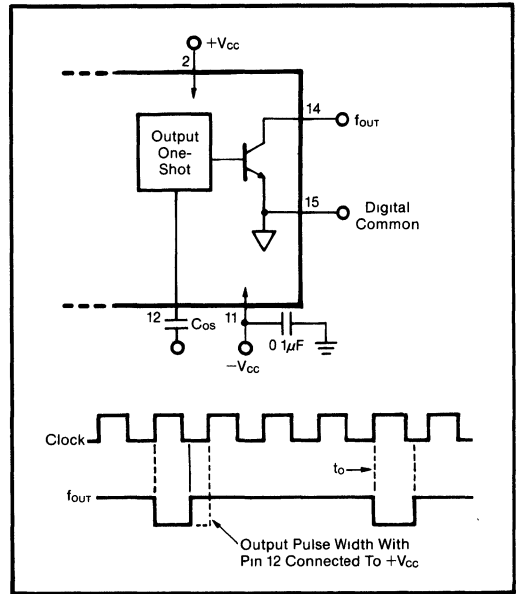 +VCC
2
14
fOUT
Output
One-
Shot
15
Digital
Common
12
COS
11
0 1µF
−VCC
Clock
tO
fOUT
Output Pulse Width With
Pin 12 Connected To +VCC